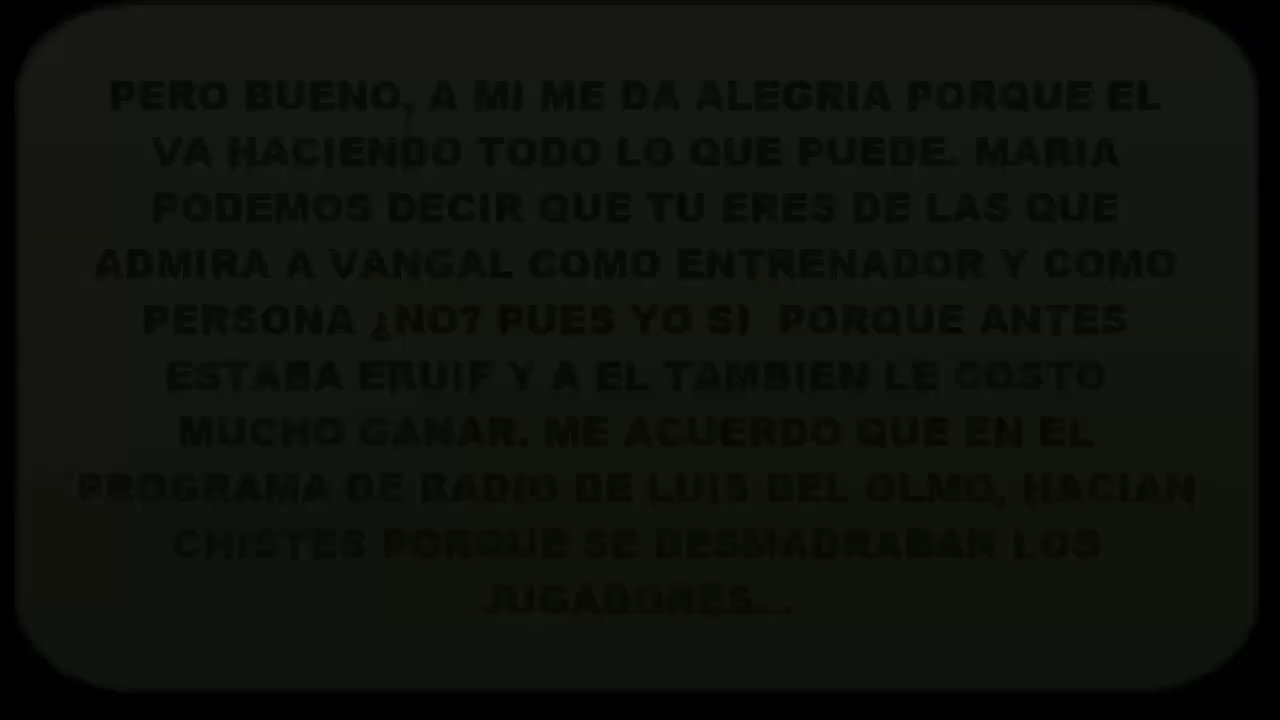 PERO BUENO, A MI ME DA ALEGRIA PORQUE EL
VA HACIENDO TODO LO QUE PUEDE. MARIA
PODEMOS DECIR QUE TU ERES DE LAS QUE
ADMIRA A VANGAL COMO ENTRENADOR Y COMO
PERSONA ¿NO? PUES YO SI PORQUE ANTES
ESTABA ERUIF Y A EL TAMBIEN LE COSTO
MUCHO GANAR. ME ACUERDO QUE EN EL
PROGRAMA DE RADIO DE LUIS DEL OLMO, HACIAN
CHISTES PORQUE SE DESMADRABAN LOS
JUGADORES...